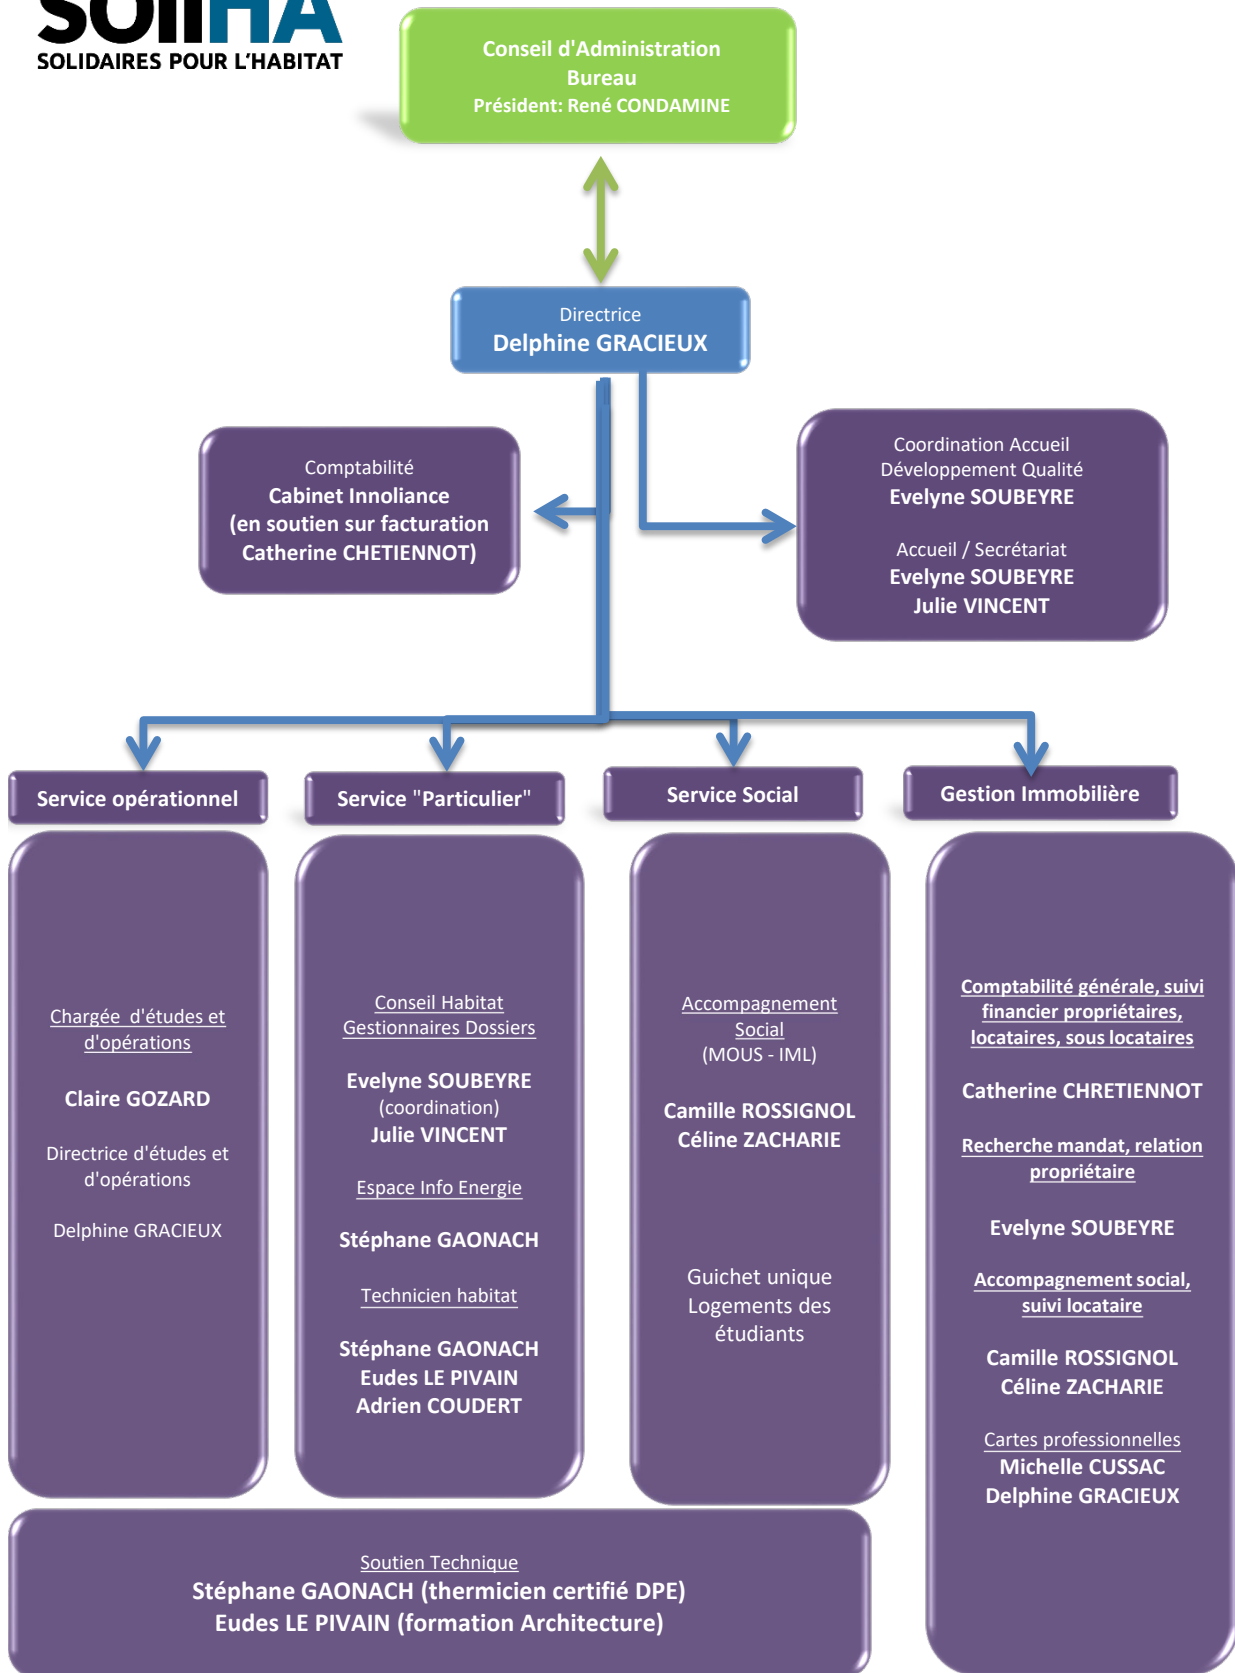 SOliHA
SOLIDAIRES POUR L'HABITAT
Conseil d'Administration
Bureau
Président: René CONDAMINE
Directrice
Delphine GRACIEUX
Comptabilité
Cabinet Innoliance
(en soutien sur facturation
Catherine CHETIENNOT)
Coordination Accueil
Développement Qualité
Evelyne SOUBEYRE
Accueil / Secrétariat
Evelyne SOUBEYRE
Julie VINCENT
Service opérationnel
Chargée d'études et
d'opérations
Claire GOZARD
Directrice d'études et
d'opérations
Delphine GRACIEUX
Service "Particulier"
Conseil Habitat
Gestionnaires Dossiers
Evelyne SOUBEYRE
(coordination)
Julie VINCENT
Espace Info Energie
Stéphane GAONACH
Technicien habitat
Stéphane GAONACH
Eudes LE PIVAIN
Adrien COUDERT
Service Social
Accompagnement
Social
(MOUS - IML)
Camille ROSSIGNOL
Céline ZACHARIE
Guichet unique
Logements des
étudiants
Gestion Immobilière
Comptabilité générale, suivi
financier propriétaires,
locataires, sous locataires
Catherine CHRETIENNOT
Recherche mandat, relation
propriétaire
Evelyne SOUBEYRE
Accompagnement social,
suivi locataire
Camille ROSSIGNOL
Céline ZACHARIE
Cartes professionnelles
Michelle CUSSAC
Delphine GRACIEUX
Soutien Technique
Stéphane GAONACH (thermicien certifié DPE)
Eudes LE PIVAIN (formation Architecture)